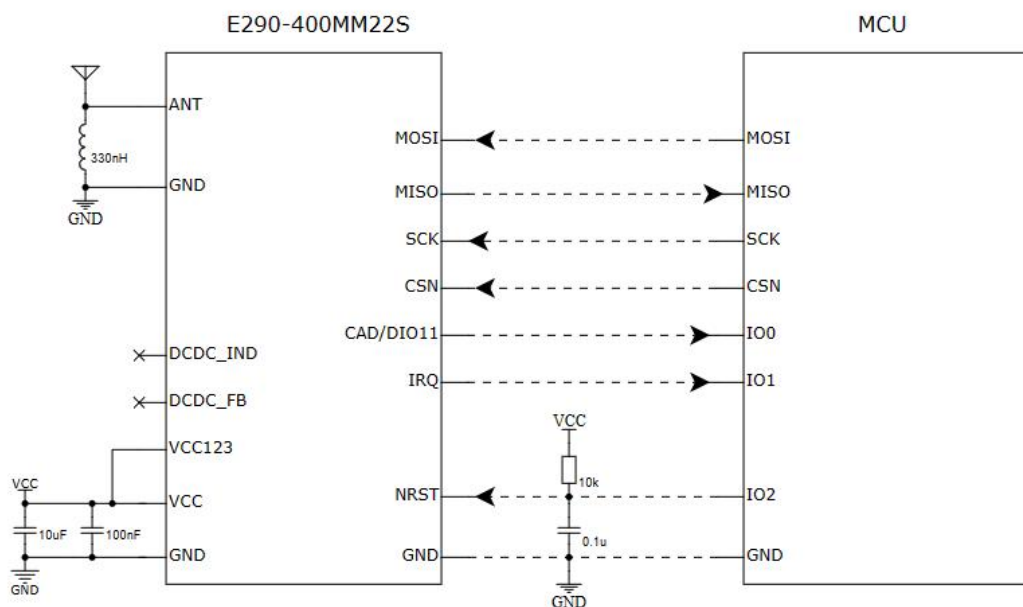 E290-400MM22S
MCU
ANT
330nH
GND
GND
DCDC_IND
DCDC_FB
VCC123
VCC
VCC
10uF
100nF
GND
GND
MOSI
MISO
SCK
CSN
CAD/DIO11
IRQ
NRST
GND
VCC
10k
0.1u
GND
MOSI
MISO
SCK
CSN
IO0
IO1
IO2
GND